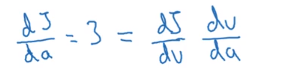 dJ/da = 3 = dJ/dv dv/da